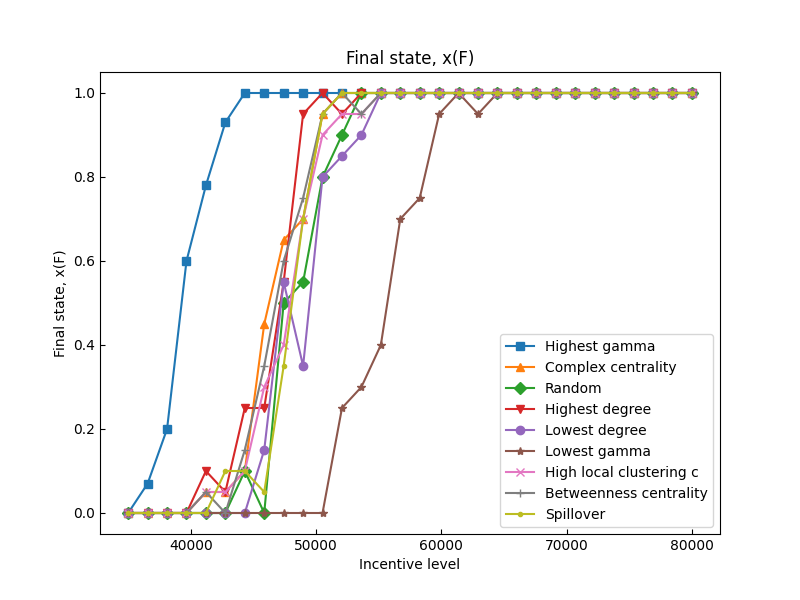 Final state, x(F)
1.0
0.8
0.6
0.4
0.2
0.0
Final state, x(F)
40000
50000
60000
70000
80000
Incentive level
Highest gamma
Complex centrality
Random
Highest degree
Lowest degree
Lowest gamma
High local clustering c
Betweenness centrality
Spillover